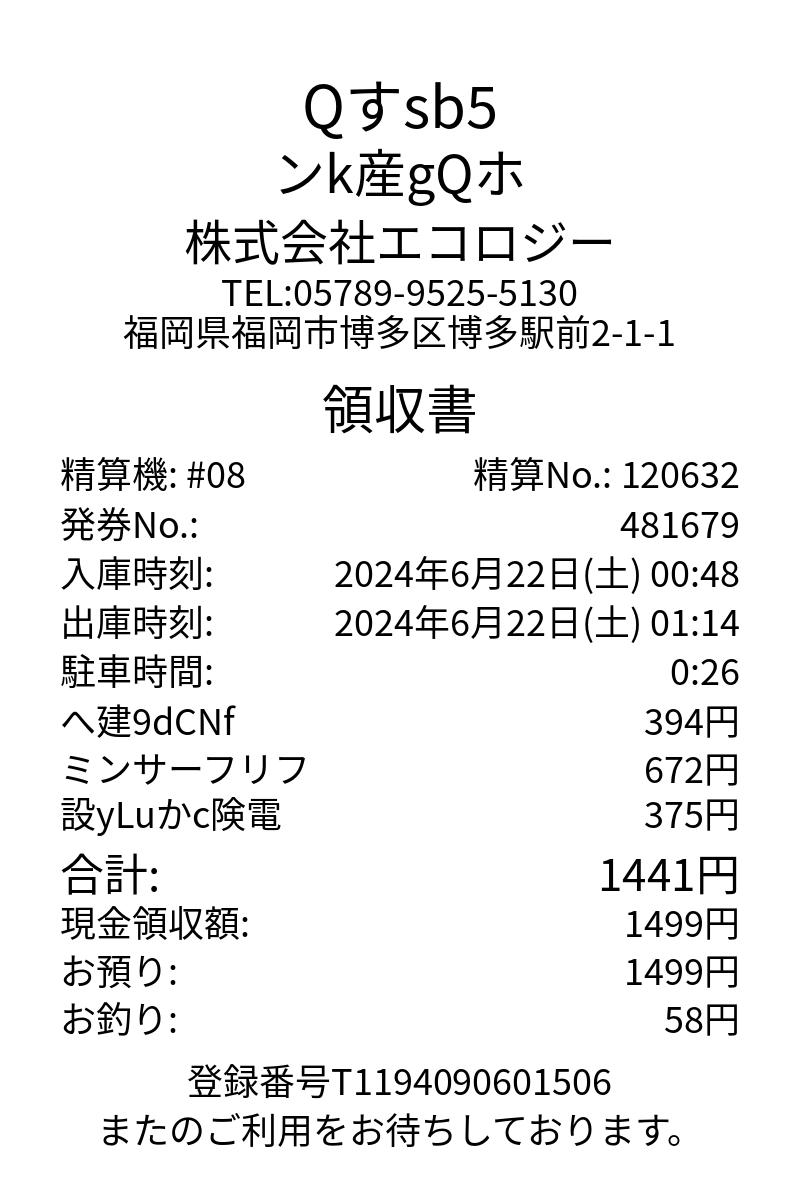 Qすsb5
ンk産gQホ
株式会社エコロジー
TEL:05789-9525-5130
福岡県福岡市博多区博多駅前2-1-1
領収書
精算機: #08 精算No.: 120632
発券No.: 481679
入庫時刻: 2024年6月22日(土) 00:48
出庫時刻: 2024年6月22日(土) 01:14
駐車時間: 0:26
へ建9dCNf 394円
ミンサーフリフ 672円
設yLuかc険電 375円
合計: 1441円
現金領収額: 1499円
お預り: 1499円
お釣り: 58円
登録番号T1194090601506
またのご利用をお待ちしております。